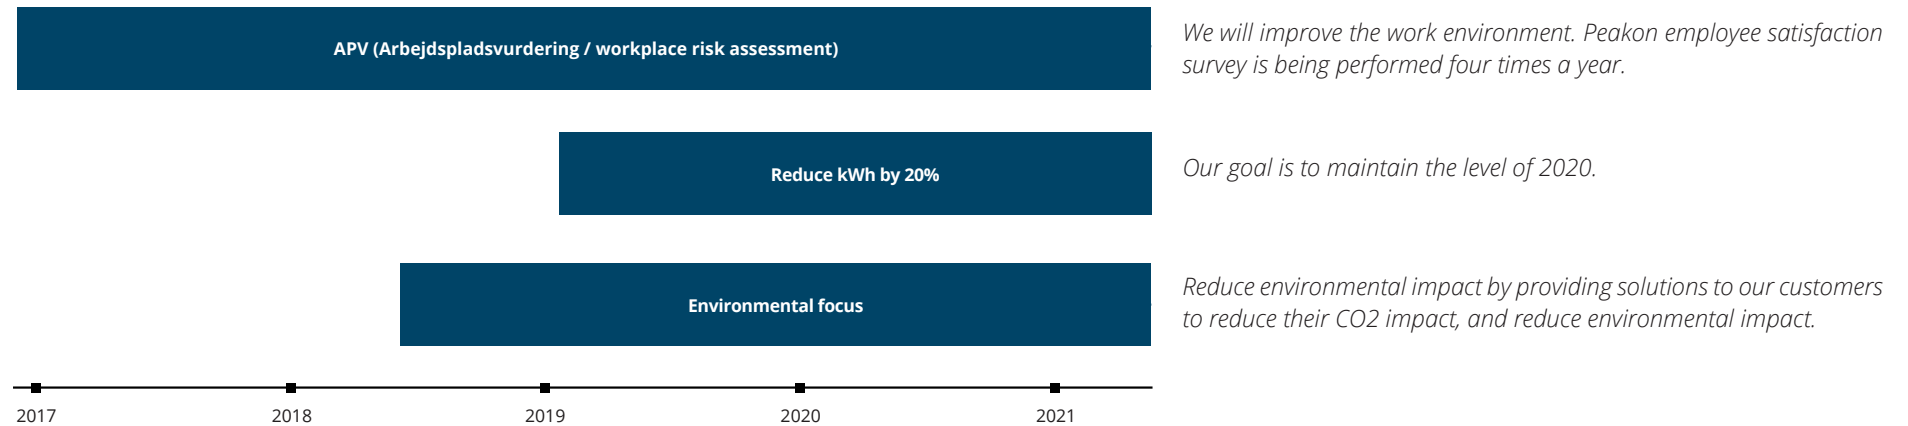 APV (Arbejdspladsvurdering / workplace risk assessment)
We will improve the work environment. Peakon employee satisfaction
survey is being performed four times a year.
Reduce kWh by 20%
Our goal is to maintain the level of 2020.
Environmental focus
Reduce environmental impact by providing solutions to our customers
to reduce their CO2 impact, and reduce environmental impact.
2017 2018 2019 2020 2021